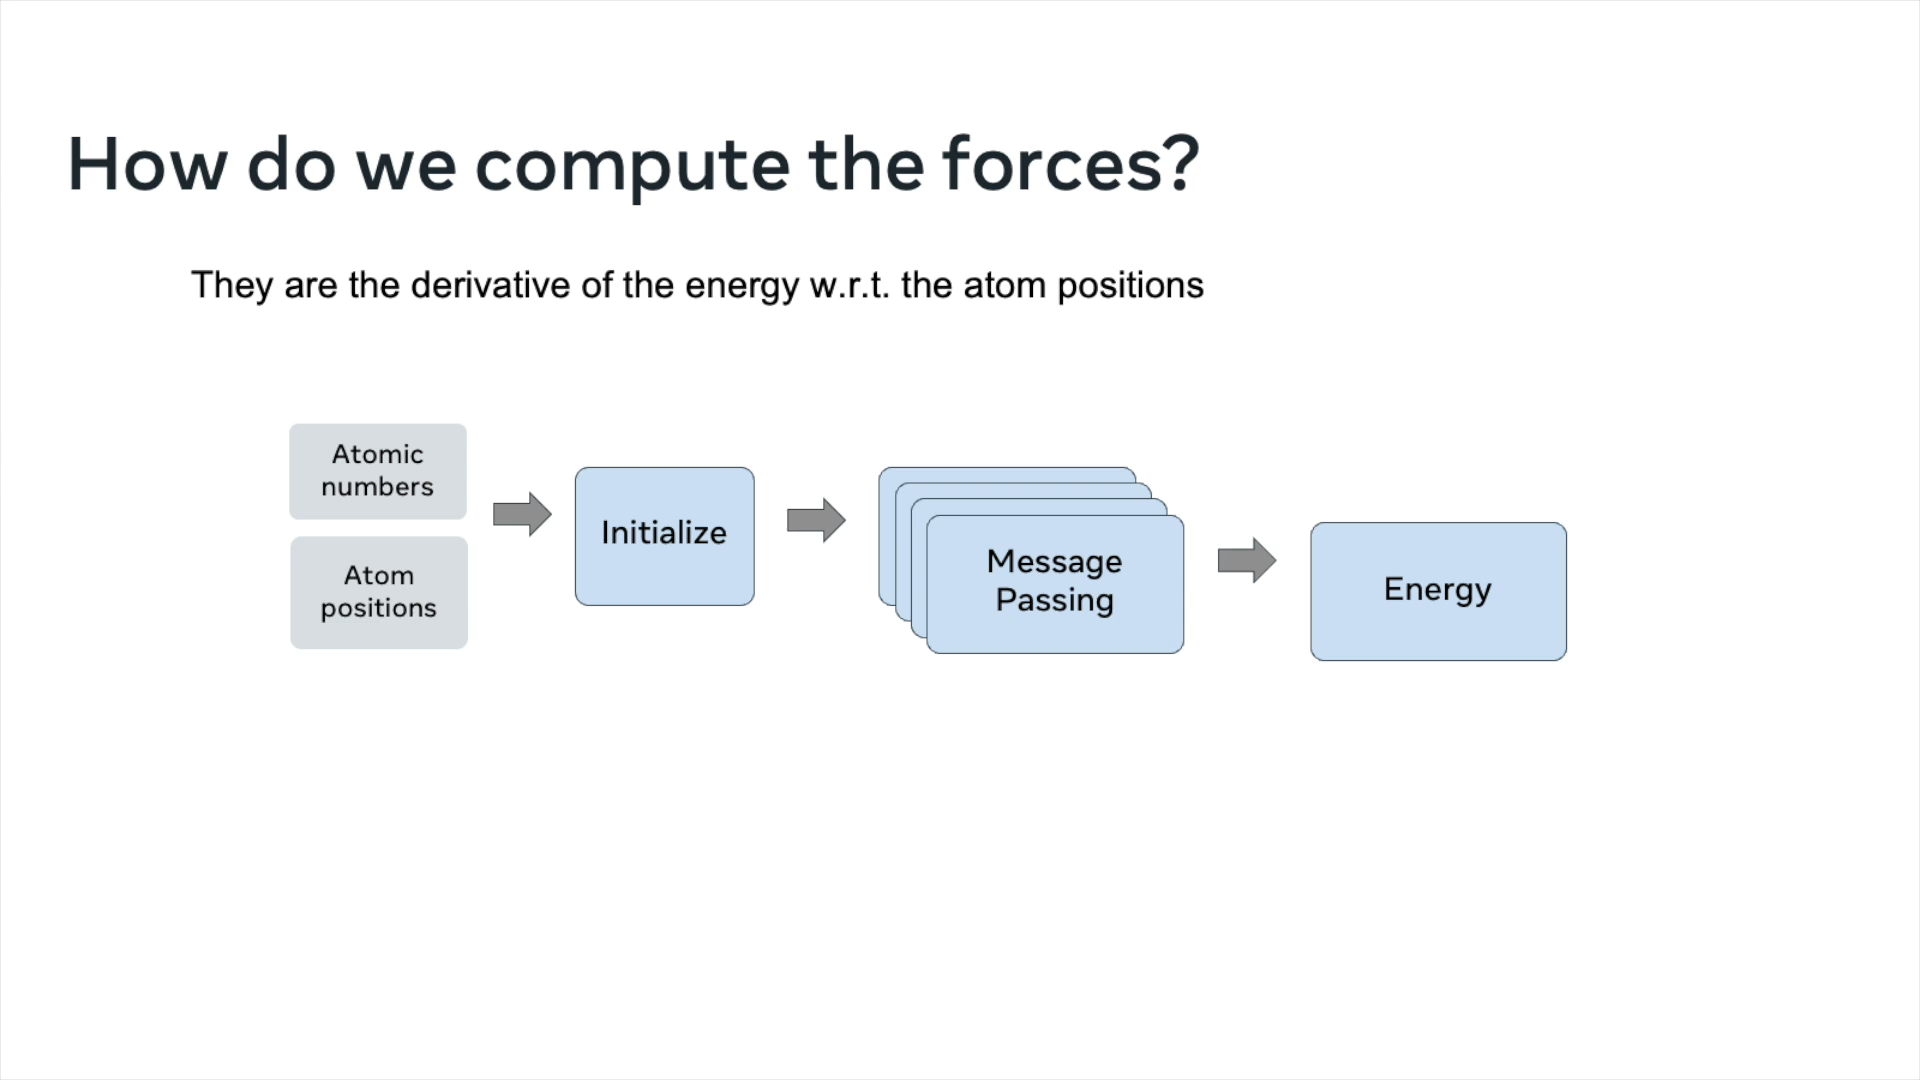 How do we compute the forces?
They are the derivative of the energy w.r.t. the atom positions
Atomic
numbers
Atom
positions
Initialize
Message
Passing
Energy